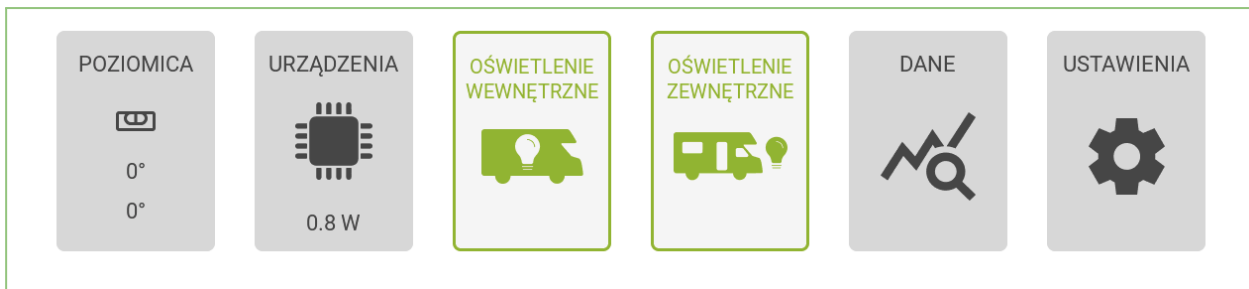 POZIOMICA
0°
0°
URZĄDZENIA
0.8 W
OŚWIETLENIE
WEWNĘTRZNE
OŚWIETLENIE
ZEWNĘTRZNE
DANE
USTAWIENIA